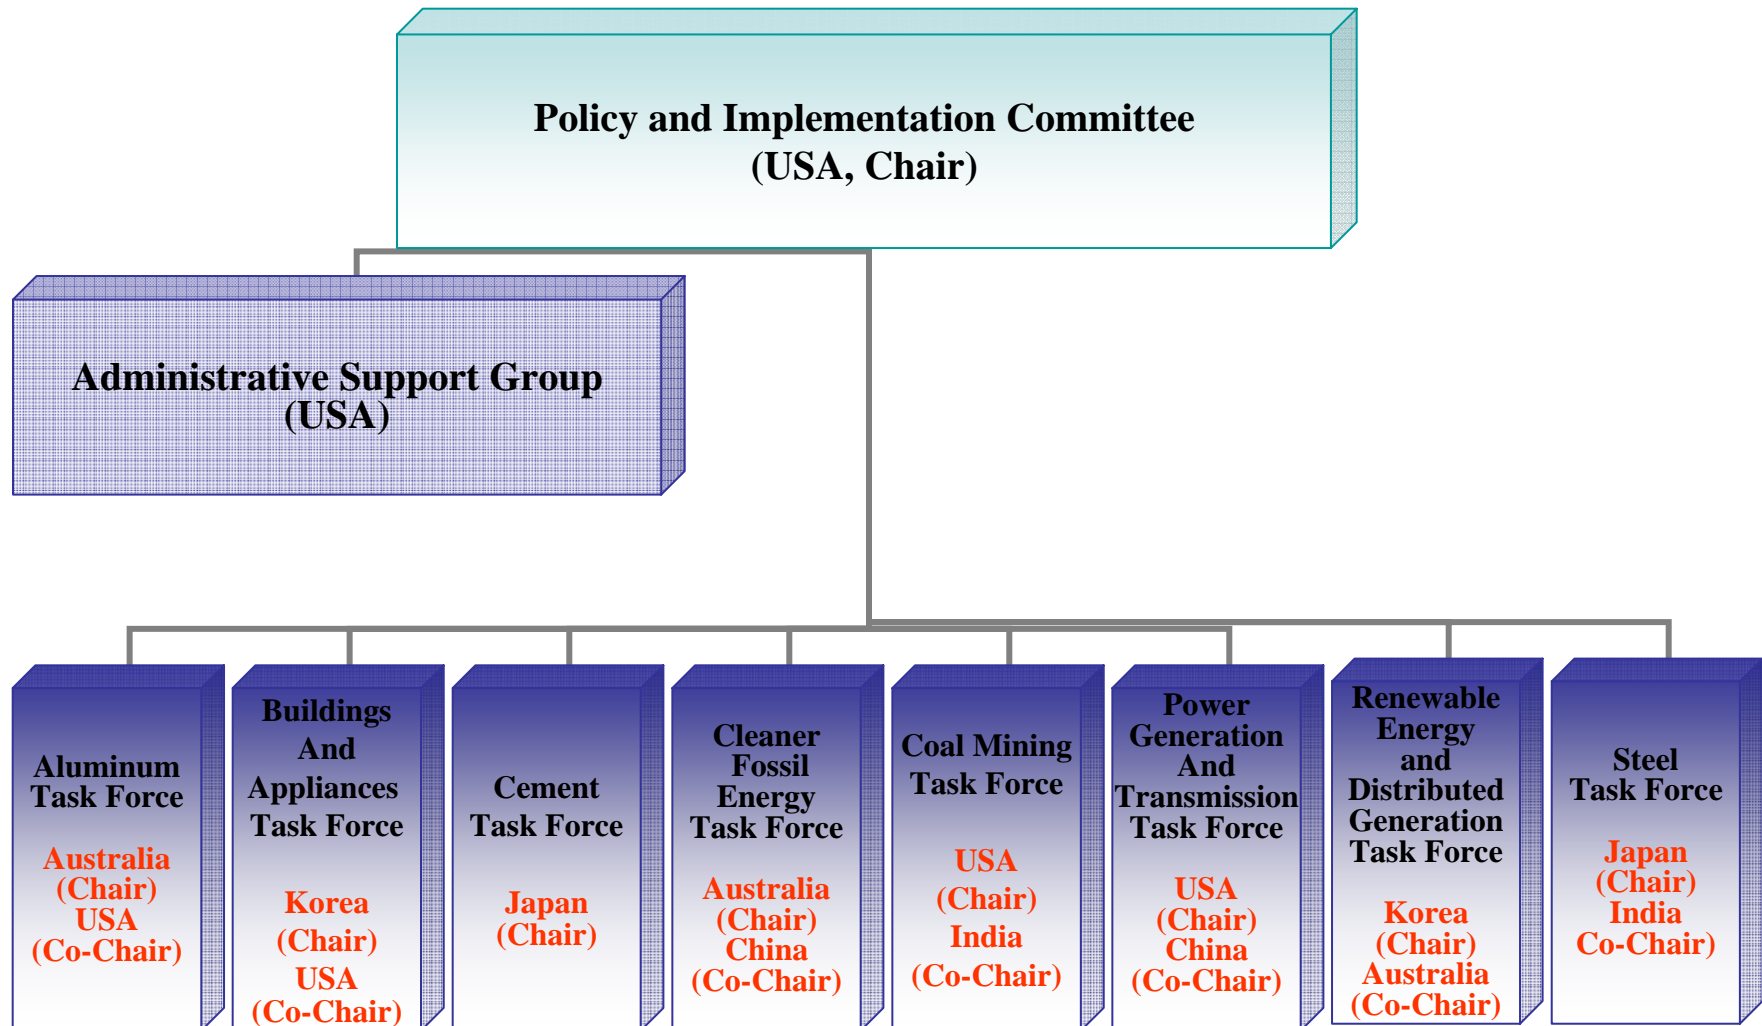 Policy and Implementation Committee
(USA, Chair)
Administrative Support Group
(USA)
Aluminum
Task Force
Australia
(Chair)
USA
(Co-Chair)
Buildings
And
Appliances
Task Force
Korea
(Chair)
USA
(Co-Chair)
Cement
Task Force
Japan
(Chair)
Cleaner
Fossil
Energy
Task Force
Australia
(Chair)
China
(Co-Chair)
Coal Mining
Task Force
USA
(Chair)
India
(Co-Chair)
Power
Generation
And
Transmission
Task Force
USA
(Chair)
China
(Co-Chair)
Renewable
Energy
and
Distributed
Generation
Task Force
Korea
(Chair)
Australia
(Co-Chair)
Steel
Task Force
Japan
(Chair)
India
Co-Chair)